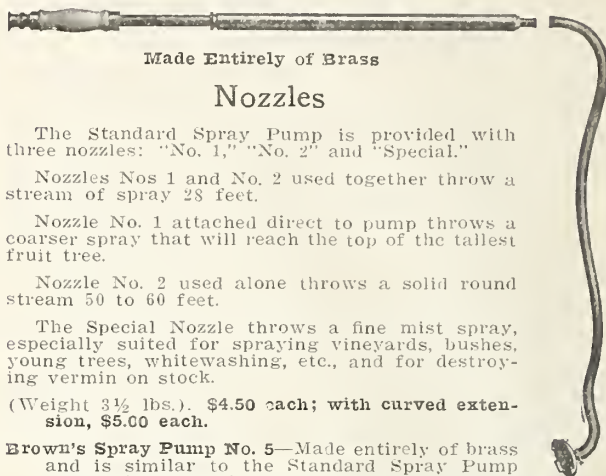 Made Entirely of Brass
Nozzles
The Standard Spray Pump is provided with
three nozzles: "No. 1," "No. 2" and "Special."
Nozzles Nos 1 and No. 2 used together throw a
stream of spray 28 feet.
Nozzle No. 1 attached direct to pump throws a
coarser spray that will reach the top of the tallest
fruit tree.
Nozzle No. 2 used alone throws a solid round
stream 50 to 60 feet.
The Special Nozzle throws a fine mist spray,
especially suited for spraying vineyards, bushes,
young trees, whitewashing, etc., and for destroy-
ing vermin on stock.
(Weight 3½ lbs.). $4.50 each; with curved exten-
sion, $5.00 each.
Brown's Spray Pump No. 5—Made entirely of brass
and is similar to the Standard Spray Pump